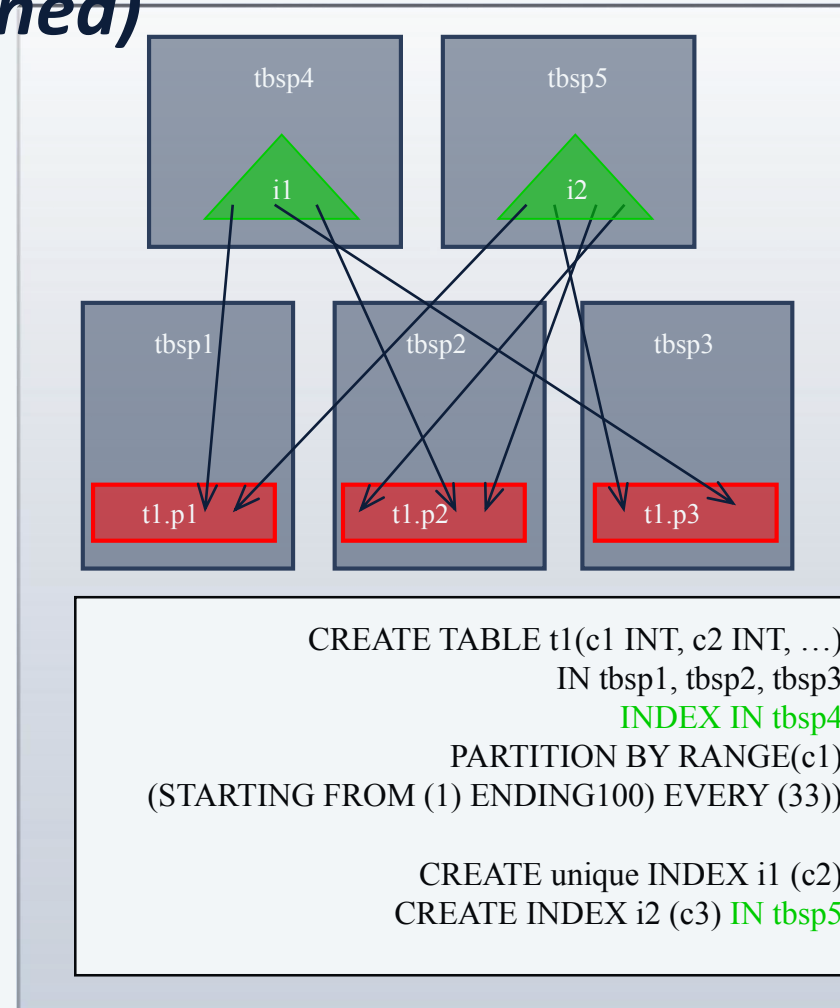 ned)
tbsp4 tbsp5
i1 i2
tbsp1 tbsp2 tbsp3
t1.p1 t1.p2 t1.p3
CREATE TABLE t1(c1 INT, c2 INT, …)
IN tbsp1, tbsp2, tbsp3
INDEX IN tbsp4
PARTITION BY RANGE(c1)
(STARTING FROM (1) ENDING100) EVERY (33))
CREATE unique INDEX i1 (c2)
CREATE INDEX i2 (c3) IN tbsp5